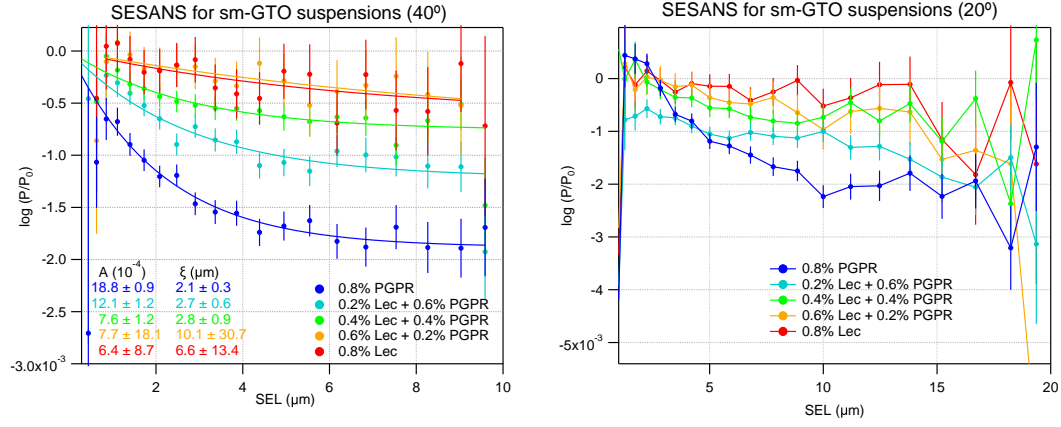 SESANS for sm-GTO suspensions (40º)
0.0
-0.5
-1.0
-1.5
-2.0
-2.5
-3.0x10-3
log (P/P0)
A (10-4) ξ (µm)
18.8 ± 0.9 2.1 ± 0.3
12.1 ± 1.2 2.7 ± 0.6
7.6 ± 1.2 2.8 ± 0.9
7.7 ± 18.1 10.1 ± 30.7
6.4 ± 8.7 6.6 ± 13.4
0.8% PGPR
0.2% Lec + 0.6% PGPR
0.4% Lec + 0.4% PGPR
0.6% Lec + 0.2% PGPR
0.8% Lec
2 4 6 8 10
SEL (µm)
SESANS for sm-GTO suspensions (20º)
0
-1
-2
-3
-4
-5x10-3
log (P/P0)
0.8% PGPR
0.2% Lec + 0.6% PGPR
0.4% Lec + 0.4% PGPR
0.6% Lec + 0.2% PGPR
0.8% Lec
5 10 15 20
SEL (µm)